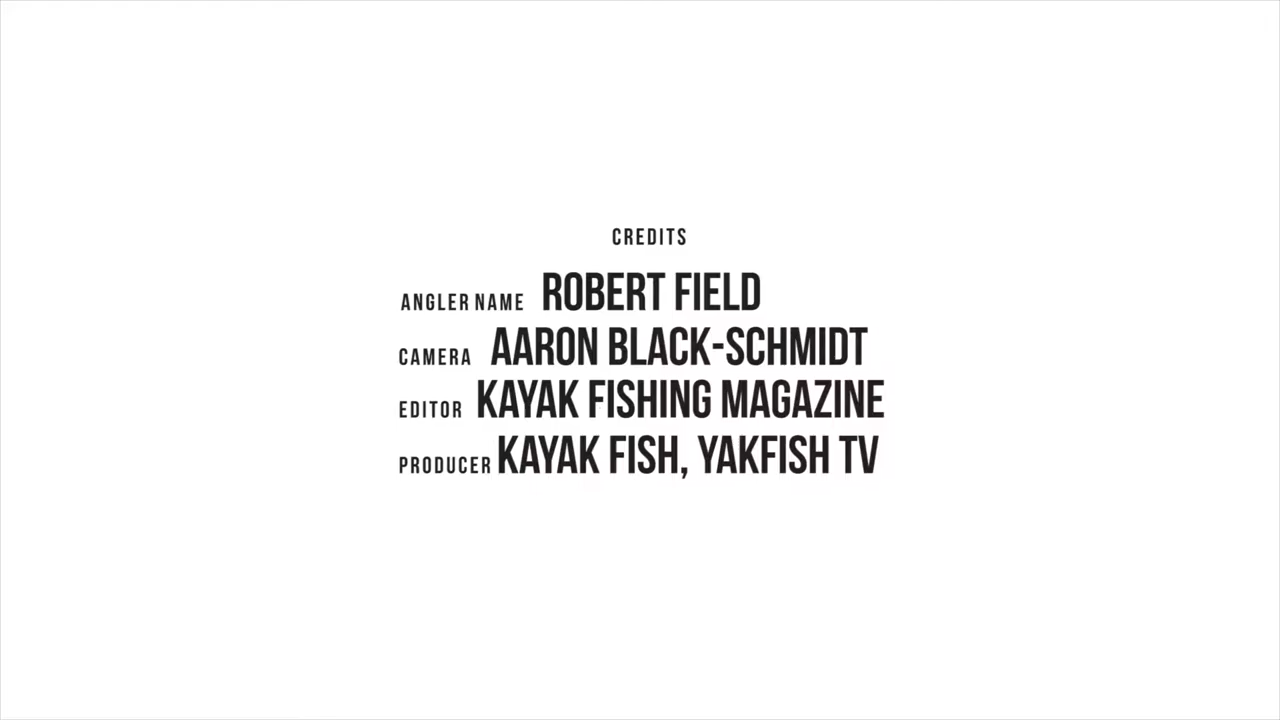 CREDITS
ANGLER NAME ROBERT FIELD
CAMERA AARON BLACK-SCHMIDT
EDITOR KAYAK FISHING MAGAZINE
PRODUCER KAYAK FISH, YAKFISH TV